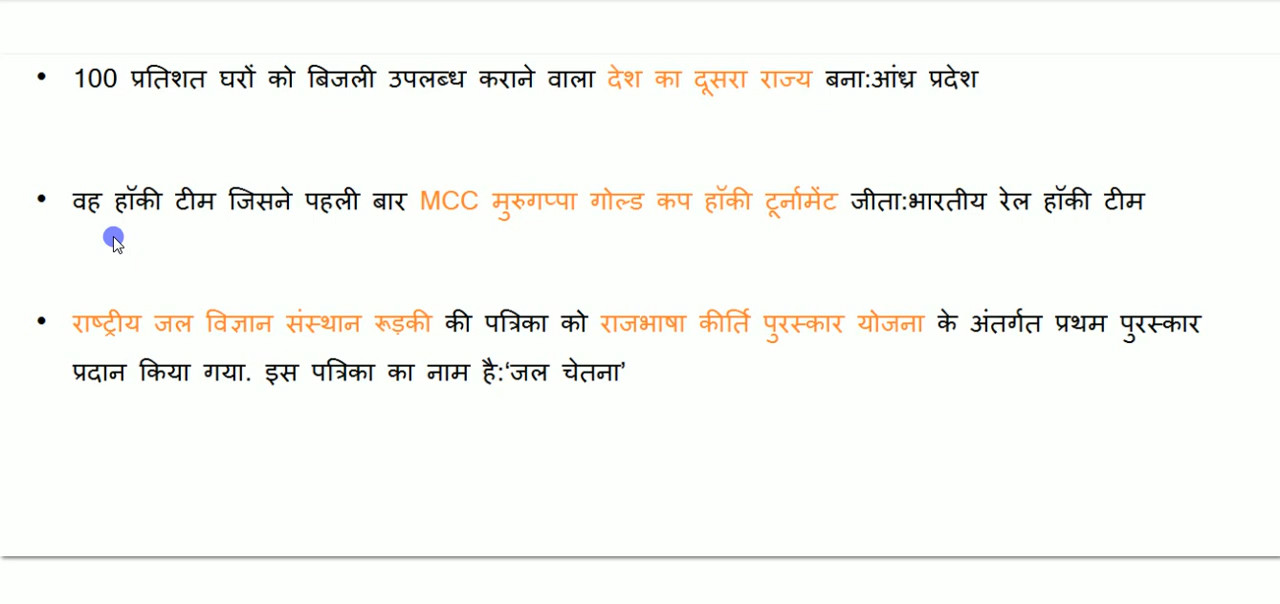 • 100 प्रतिशत घरों को बिजली उपलब्ध कराने वाला देश का दूसरा राज्य बना:आंध्र प्रदेश
• वह हॉकी टीम जिसने पहली बार MCC मुरुगप्पा गोल्ड कप हॉकी टूर्नामेंट जीता:भारतीय रेल हॉकी टीम
• राष्ट्रीय जल विज्ञान संस्थान रूड़की की पत्रिका को राजभाषा कीर्ति पुरस्कार योजना के अंतर्गत प्रथम पुरस्कार
प्रदान किया गया. इस पत्रिका का नाम है:‘जल चेतना’